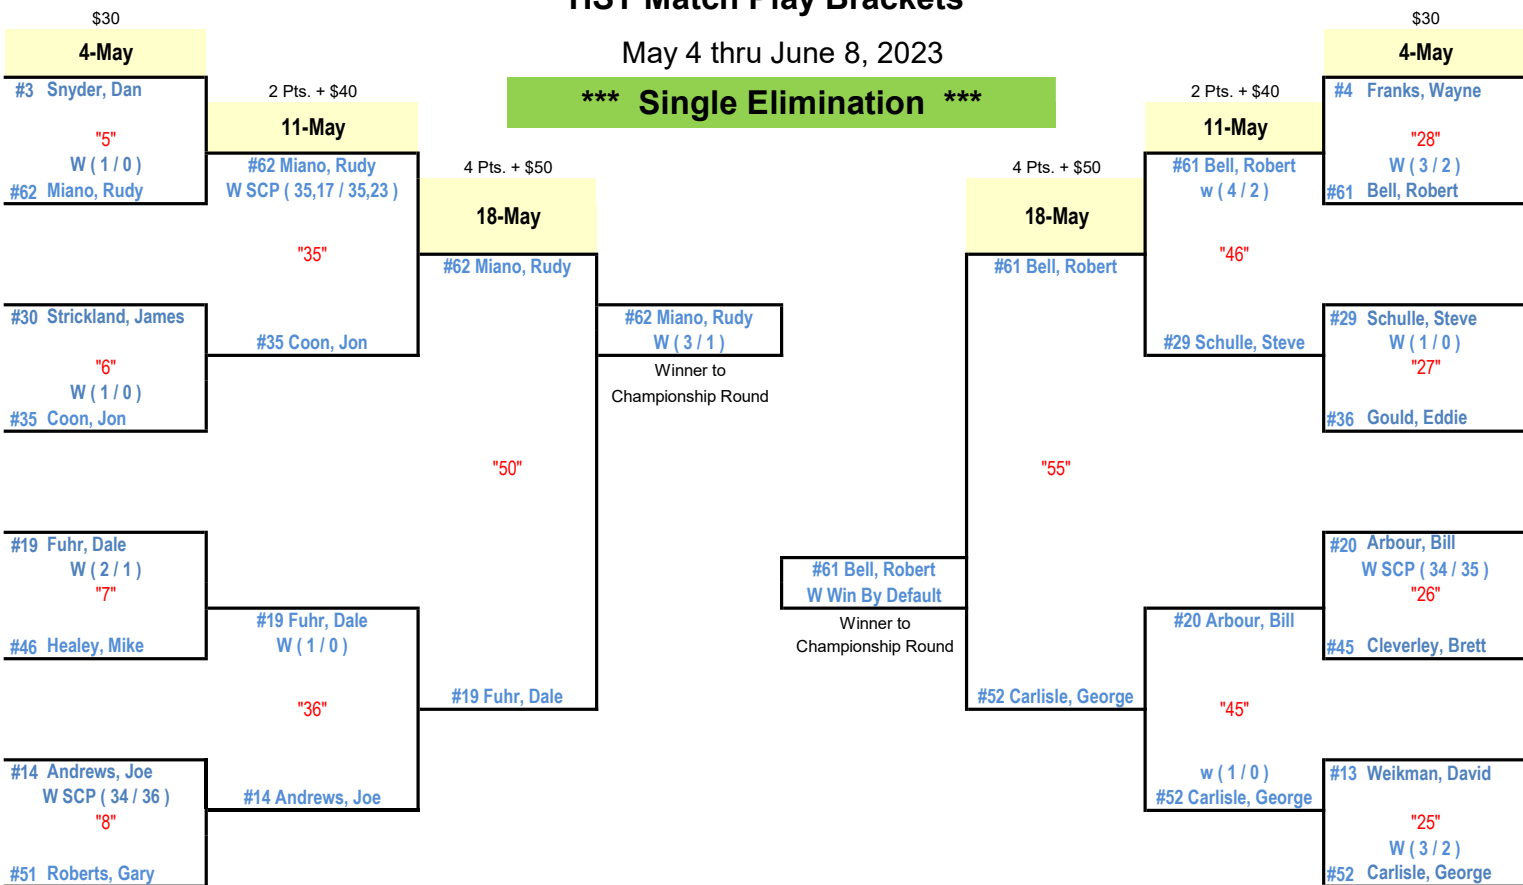 HST Match Play Brackets
May 4 thru June 8, 2023
*** Single Elimination ***
$30
4-May
#3 Snyder, Dan
"5"
W ( 1 / 0 )
#62 Miano, Rudy
#30 Strickland, James
"6"
W ( 1 / 0 )
#35 Coon, Jon
#19 Fuhr, Dale
W ( 2 / 1 )
"7"
#46 Healey, Mike
#14 Andrews, Joe
W SCP ( 34 / 36 )
"8"
#51 Roberts, Gary
2 Pts. + $40
11-May
#62 Miano, Rudy
W SCP ( 35,17 / 35,23 )
"35"
#35 Coon, Jon
#19 Fuhr, Dale
W ( 1 / 0 )
"36"
#14 Andrews, Joe
4 Pts. + $50
18-May
#62 Miano, Rudy
"50"
#19 Fuhr, Dale
#62 Miano, Rudy
W ( 3 / 1 )
Winner to
Championship Round
#61 Bell, Robert
W Win By Default
Winner to
Championship Round
4 Pts. + $50
18-May
#61 Bell, Robert
"55"
#52 Carlisle, George
2 Pts. + $40
11-May
#61 Bell, Robert
w ( 4 / 2 )
"46"
#29 Schulle, Steve
#20 Arbour, Bill
"45"
w ( 1 / 0 )
#52 Carlisle, George
$30
4-May
#4 Franks, Wayne
"28"
W ( 3 / 2 )
#61 Bell, Robert
#29 Schulle, Steve
W ( 1 / 0 )
"27"
#36 Gould, Eddie
#20 Arbour, Bill
W SCP ( 34 / 35 )
"26"
#45 Cleverley, Brett
#13 Weikman, David
"25"
W ( 3 / 2 )
#52 Carlisle, George